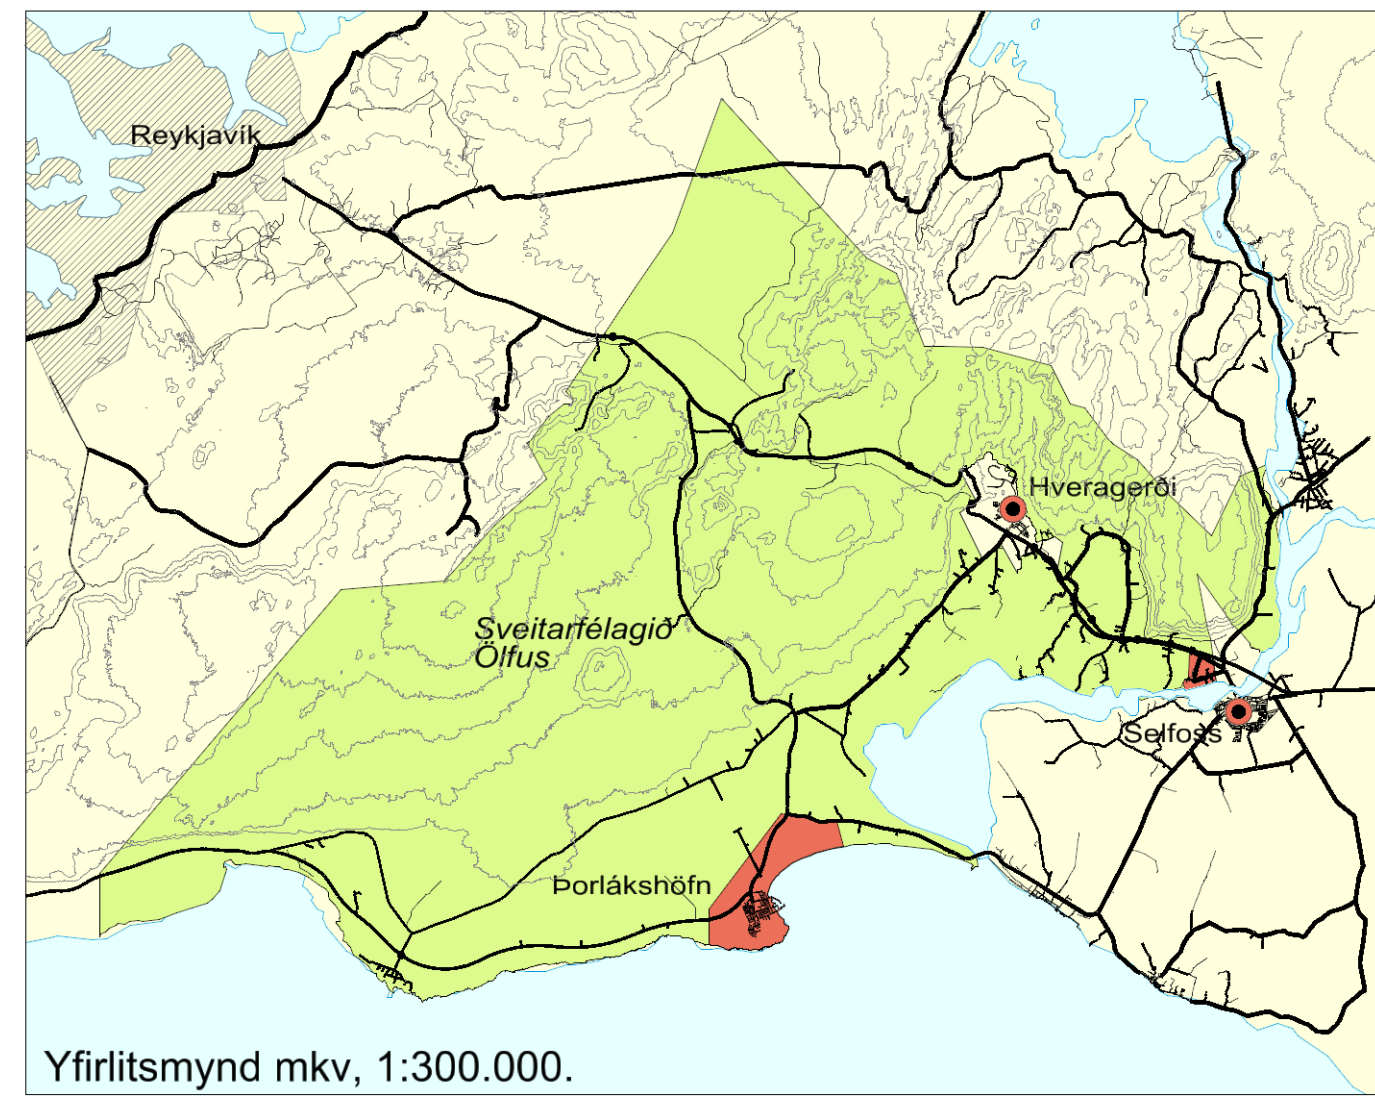 Reykjavík
Hveragerði
Sveitarfélagið
Ölfus
Selfoss
Þorlákshöfn
Yfirlitsmynd mkv, 1:300.000.